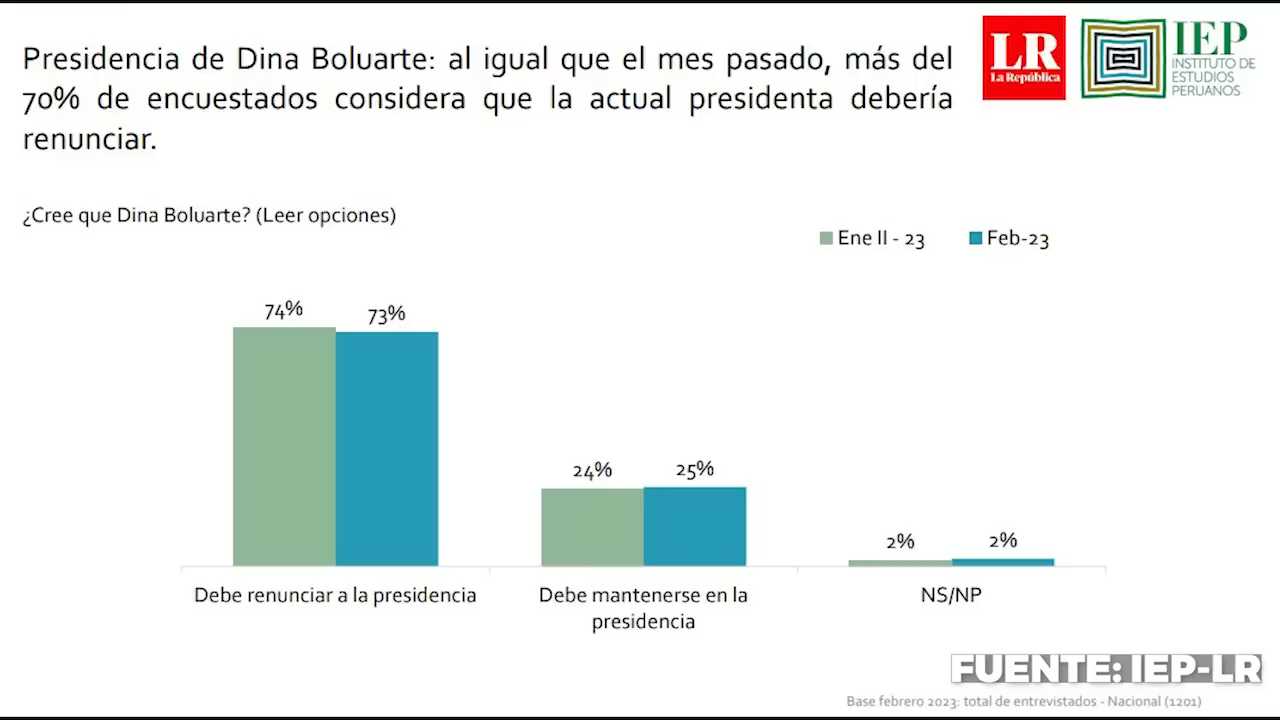 Presidencia de Dina Boluarte: al igual que el mes pasado, más del
70% de encuestados considera que la actual presidenta debería
renunciar.
LR
La República
IEP
INSTITUTO DE
ESTUDIOS
PERUANOS
¿Cree que Dina Boluarte? (Leer opciones)
Ene II - 23
Feb-23
74%
73%
24%
25%
2%
2%
Debe renunciar a la presidencia
Debe mantenerse en la
presidencia
NS/NP
FUENTE: IEP-LR
Base febrero 2023: total de entrevistados - Nacional (1201)